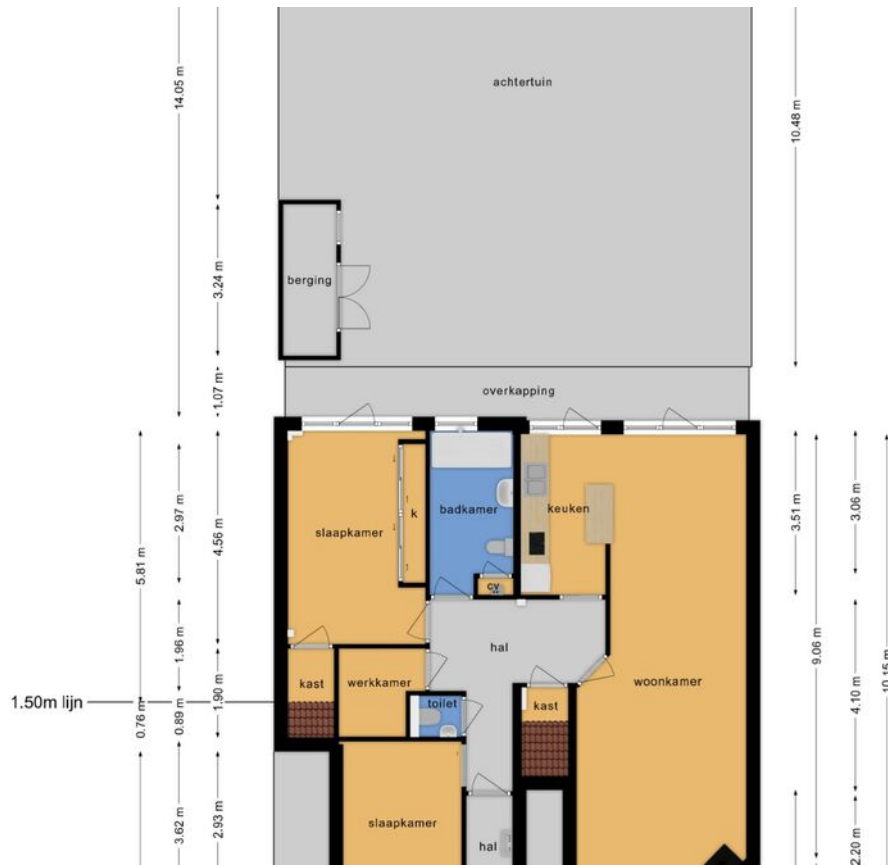 achtertuin
14.05 m
10.48 m
berging
3.24 m
1.07 m
overkapping
slaapkamer
k
badkamer
keuken
cv
2.97 m
4.56 m
5.81 m
3.51 m
3.06 m
hal
1.96 m
kast
werkkamer
toilet
kast
woonkamer
9.06 m
10.15 m
4.10 m
1.50m lijn
0.76 m
0.89 m
1.90 m
slaapkamer
hal
3.62 m
2.93 m
2.20 m